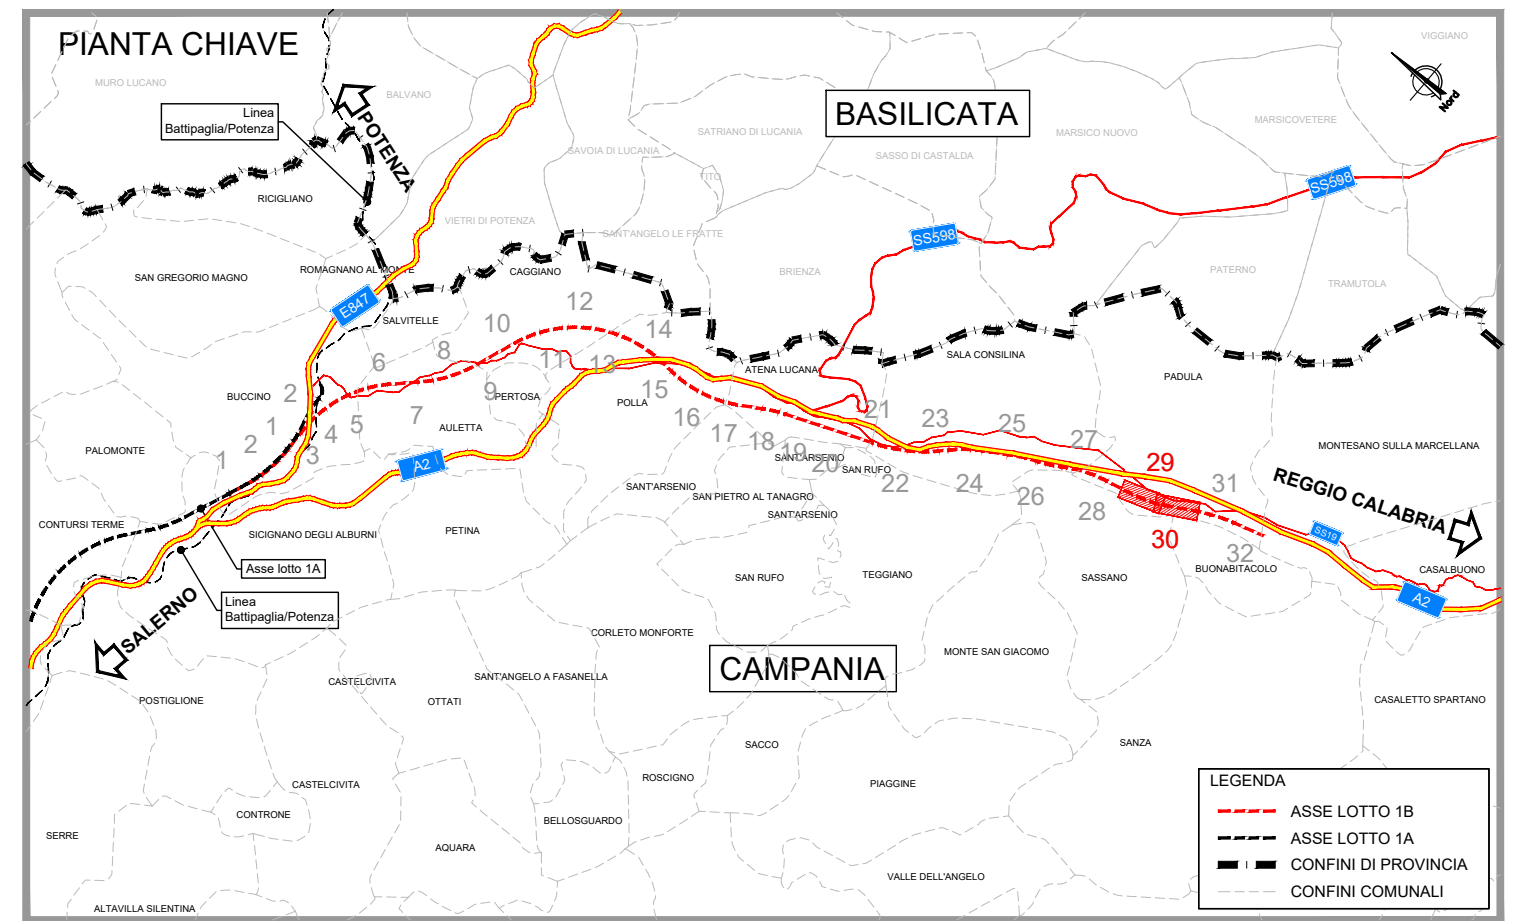 PIANTA CHIAVE
VIGGIANO
MURO LUCANO
BALVANO
Linea
Battipaglia/Potenza
POTENZA
BASILICATA
Nord
SATRIANO DI LUCANIA
MARSICO NUOVO
MARSICOVETERE
SAVOIA DI LUCANIA
SASSO DI CASTALDA
TITO
SS598
RICIGLIANO
VIETRI DI POTENZA
SANT'ANGELO LE FRATTE
SS598
SAN GREGORIO MAGNO
ROMAGNANO AL MONTE
CAGGIANO
BRIENZA
PATERNO
TRAMUTOLA
E847
SALVITELLE
12
10
14
SALA CONSILINA
6
8
11
13
ATENA LUCANA
PADULA
BUCCINO
2
9
PERTOSA
POLLA
15
1
5
7
AULETTA
16
17
21
23
25
27
PALOMONTE
2
4
18
19
MONTESANO SULLA MARCELLANA
1
3
A2
SANT'ARSENIO
20
SAN RUFO
29
REGGIO CALABRiA
SANT'ARSENIO
SAN PIETRO AL TANAGRO
22
24
26
28
31
CONTURSI TERME
SICIGNANO DEGLI ALBURNI
PETINA
SANT'ARSENIO
30
32
SS19
Asse lotto 1A
SAN RUFO
TEGGIANO
SASSANO
BUONABITACOLO
CASALBUONO
A2
Linea
Battipaglia/Potenza
SALERNO
CORLETO MONFORTE
CAMPANIA
MONTE SAN GIACOMO
POSTIGLIONE
CASTELCIVITA
OTTATI
SANT'ANGELO A FASANELLA
CASALETTO SPARTANO
SACCO
SANZA
CASTELCIVITA
ROSCIGNO
PIAGGINE
LEGENDA
ASSE LOTTO 1B
ASSE LOTTO 1A
CONFINI DI PROVINCIA
CONFINI COMUNALI
CONTRONE
BELLOSGUARDO
SERRE
AQUARA
VALLE DELL'ANGELO
ALTAVILLA SILENTINA